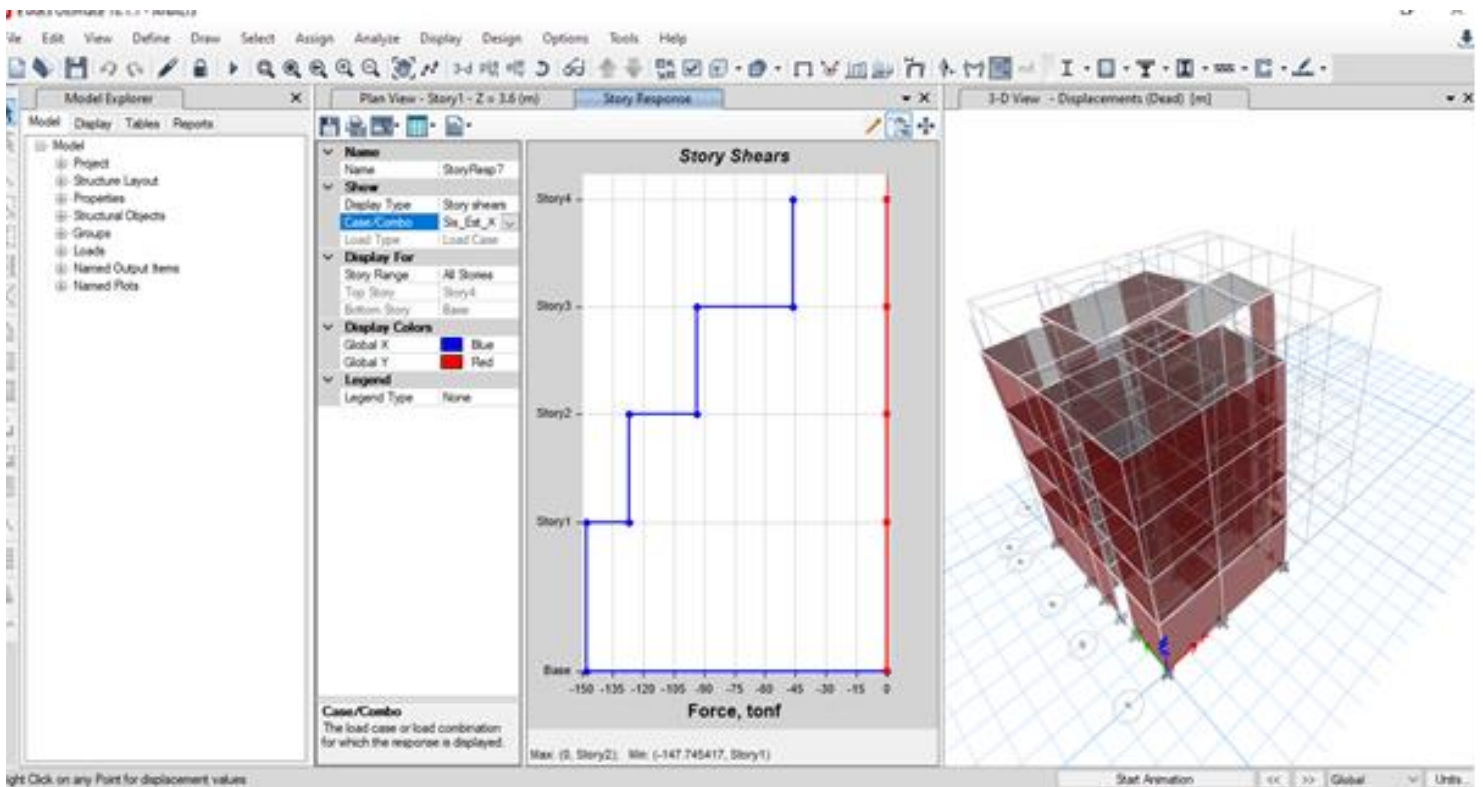 File Edit View Define Draw Select Assign Analyze Display Design Options Tools Help
Model Explorer
Model Display Tables Reports
Model
Project
Structure Layout
Properties
Structural Objects
Groups
Loads
Named Output Items
Named Plots
Plan View - Story1 - Z = 3.6 (m)
Story Response
Name
Name StoryResp7
Show
Display Type Story shears
Case/Combo Sis_Est_X
Load Type Load Case
Display For
Story Range All Stories
Top Story Story4
Bottom Story Base
Display Colors
Global X Blue
Global Y Red
Legend
Legend Type None
Case/Combo
The load case or load combination
for which the response is displayed.
Story Shears
Story4
Story3
Story2
Story1
Base
-150 -135 -120 -105 -90 -75 -60 -45 -30 -15 0
Force, tonf
Max: (0, Story2); Min: (-147.745417, Story1)
3-D View - Displacements (Dead) [m]
ght Click on any Point for displacement values
Start Animation << >> Global Units...